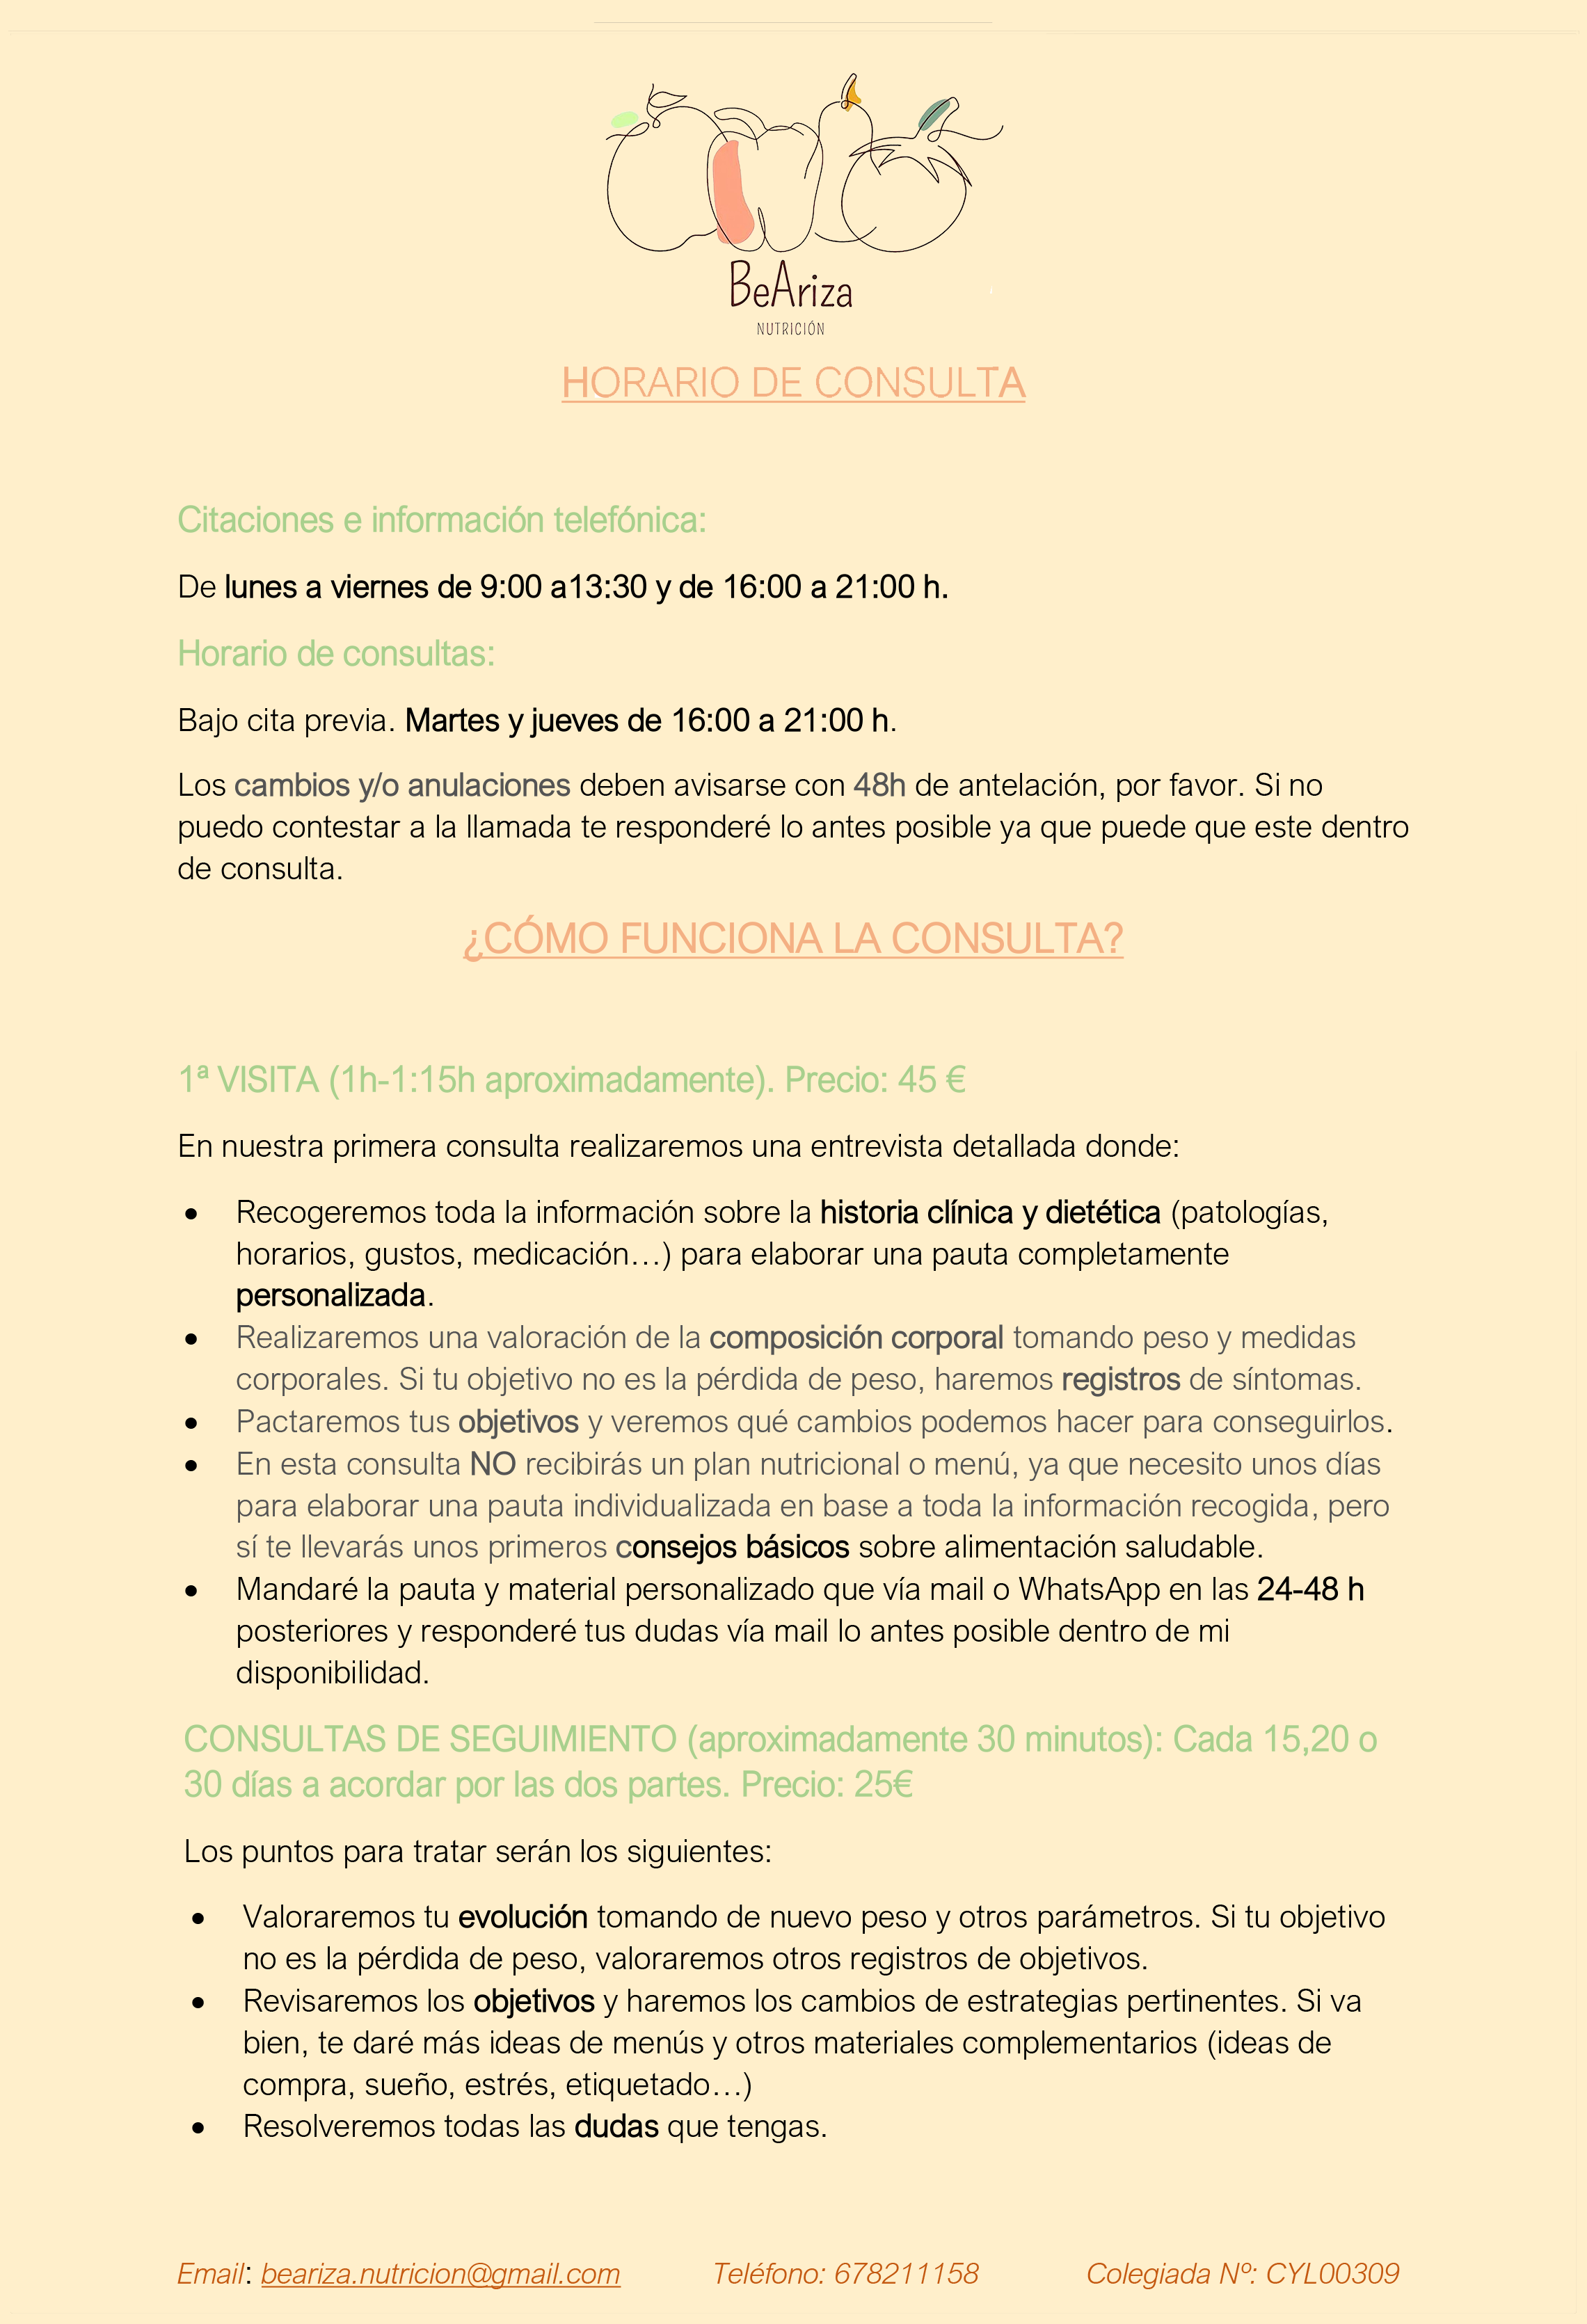 BeAriza
NUTRICIÓN
HORARIO DE CONSULTA
Citaciones e información telefónica:
De lunes a viernes de 9:00 a13:30 y de 16:00 a 21:00 h.
Horario de consultas:
Bajo cita previa. Martes y jueves de 16:00 a 21:00 h.
Los cambios y/o anulaciones deben avisarse con 48h de antelación, por favor. Si no
puedo contestar a la llamada te responderé lo antes posible ya que puede que este dentro
de consulta.
¿CÓMO FUNCIONA LA CONSULTA?
1ª VISITA (1h-1:15h aproximadamente). Precio: 45 €
En nuestra primera consulta realizaremos una entrevista detallada donde:
• Recogeremos toda la información sobre la historia clínica y dietética (patologías,
horarios, gustos, medicación…) para elaborar una pauta completamente
personalizada.
• Realizaremos una valoración de la composición corporal tomando peso y medidas
corporales. Si tu objetivo no es la pérdida de peso, haremos registros de síntomas.
• Pactaremos tus objetivos y veremos qué cambios podemos hacer para conseguirlos.
• En esta consulta NO recibirás un plan nutricional o menú, ya que necesito unos días
para elaborar una pauta individualizada en base a toda la información recogida, pero
sí te llevarás unos primeros consejos básicos sobre alimentación saludable.
• Mandaré la pauta y material personalizado que vía mail o WhatsApp en las 24-48 h
posteriores y responderé tus dudas vía mail lo antes posible dentro de mi
disponibilidad.
CONSULTAS DE SEGUIMIENTO (aproximadamente 30 minutos): Cada 15,20 o
30 días a acordar por las dos partes. Precio: 25€
Los puntos para tratar serán los siguientes:
• Valoraremos tu evolución tomando de nuevo peso y otros parámetros. Si tu objetivo
no es la pérdida de peso, valoraremos otros registros de objetivos.
• Revisaremos los objetivos y haremos los cambios de estrategias pertinentes. Si va
bien, te daré más ideas de menús y otros materiales complementarios (ideas de
compra, sueño, estrés, etiquetado…)
• Resolveremos todas las dudas que tengas.
Email: beariza.nutricion@gmail.com Teléfono: 678211158 Colegiada Nº: CYL00309